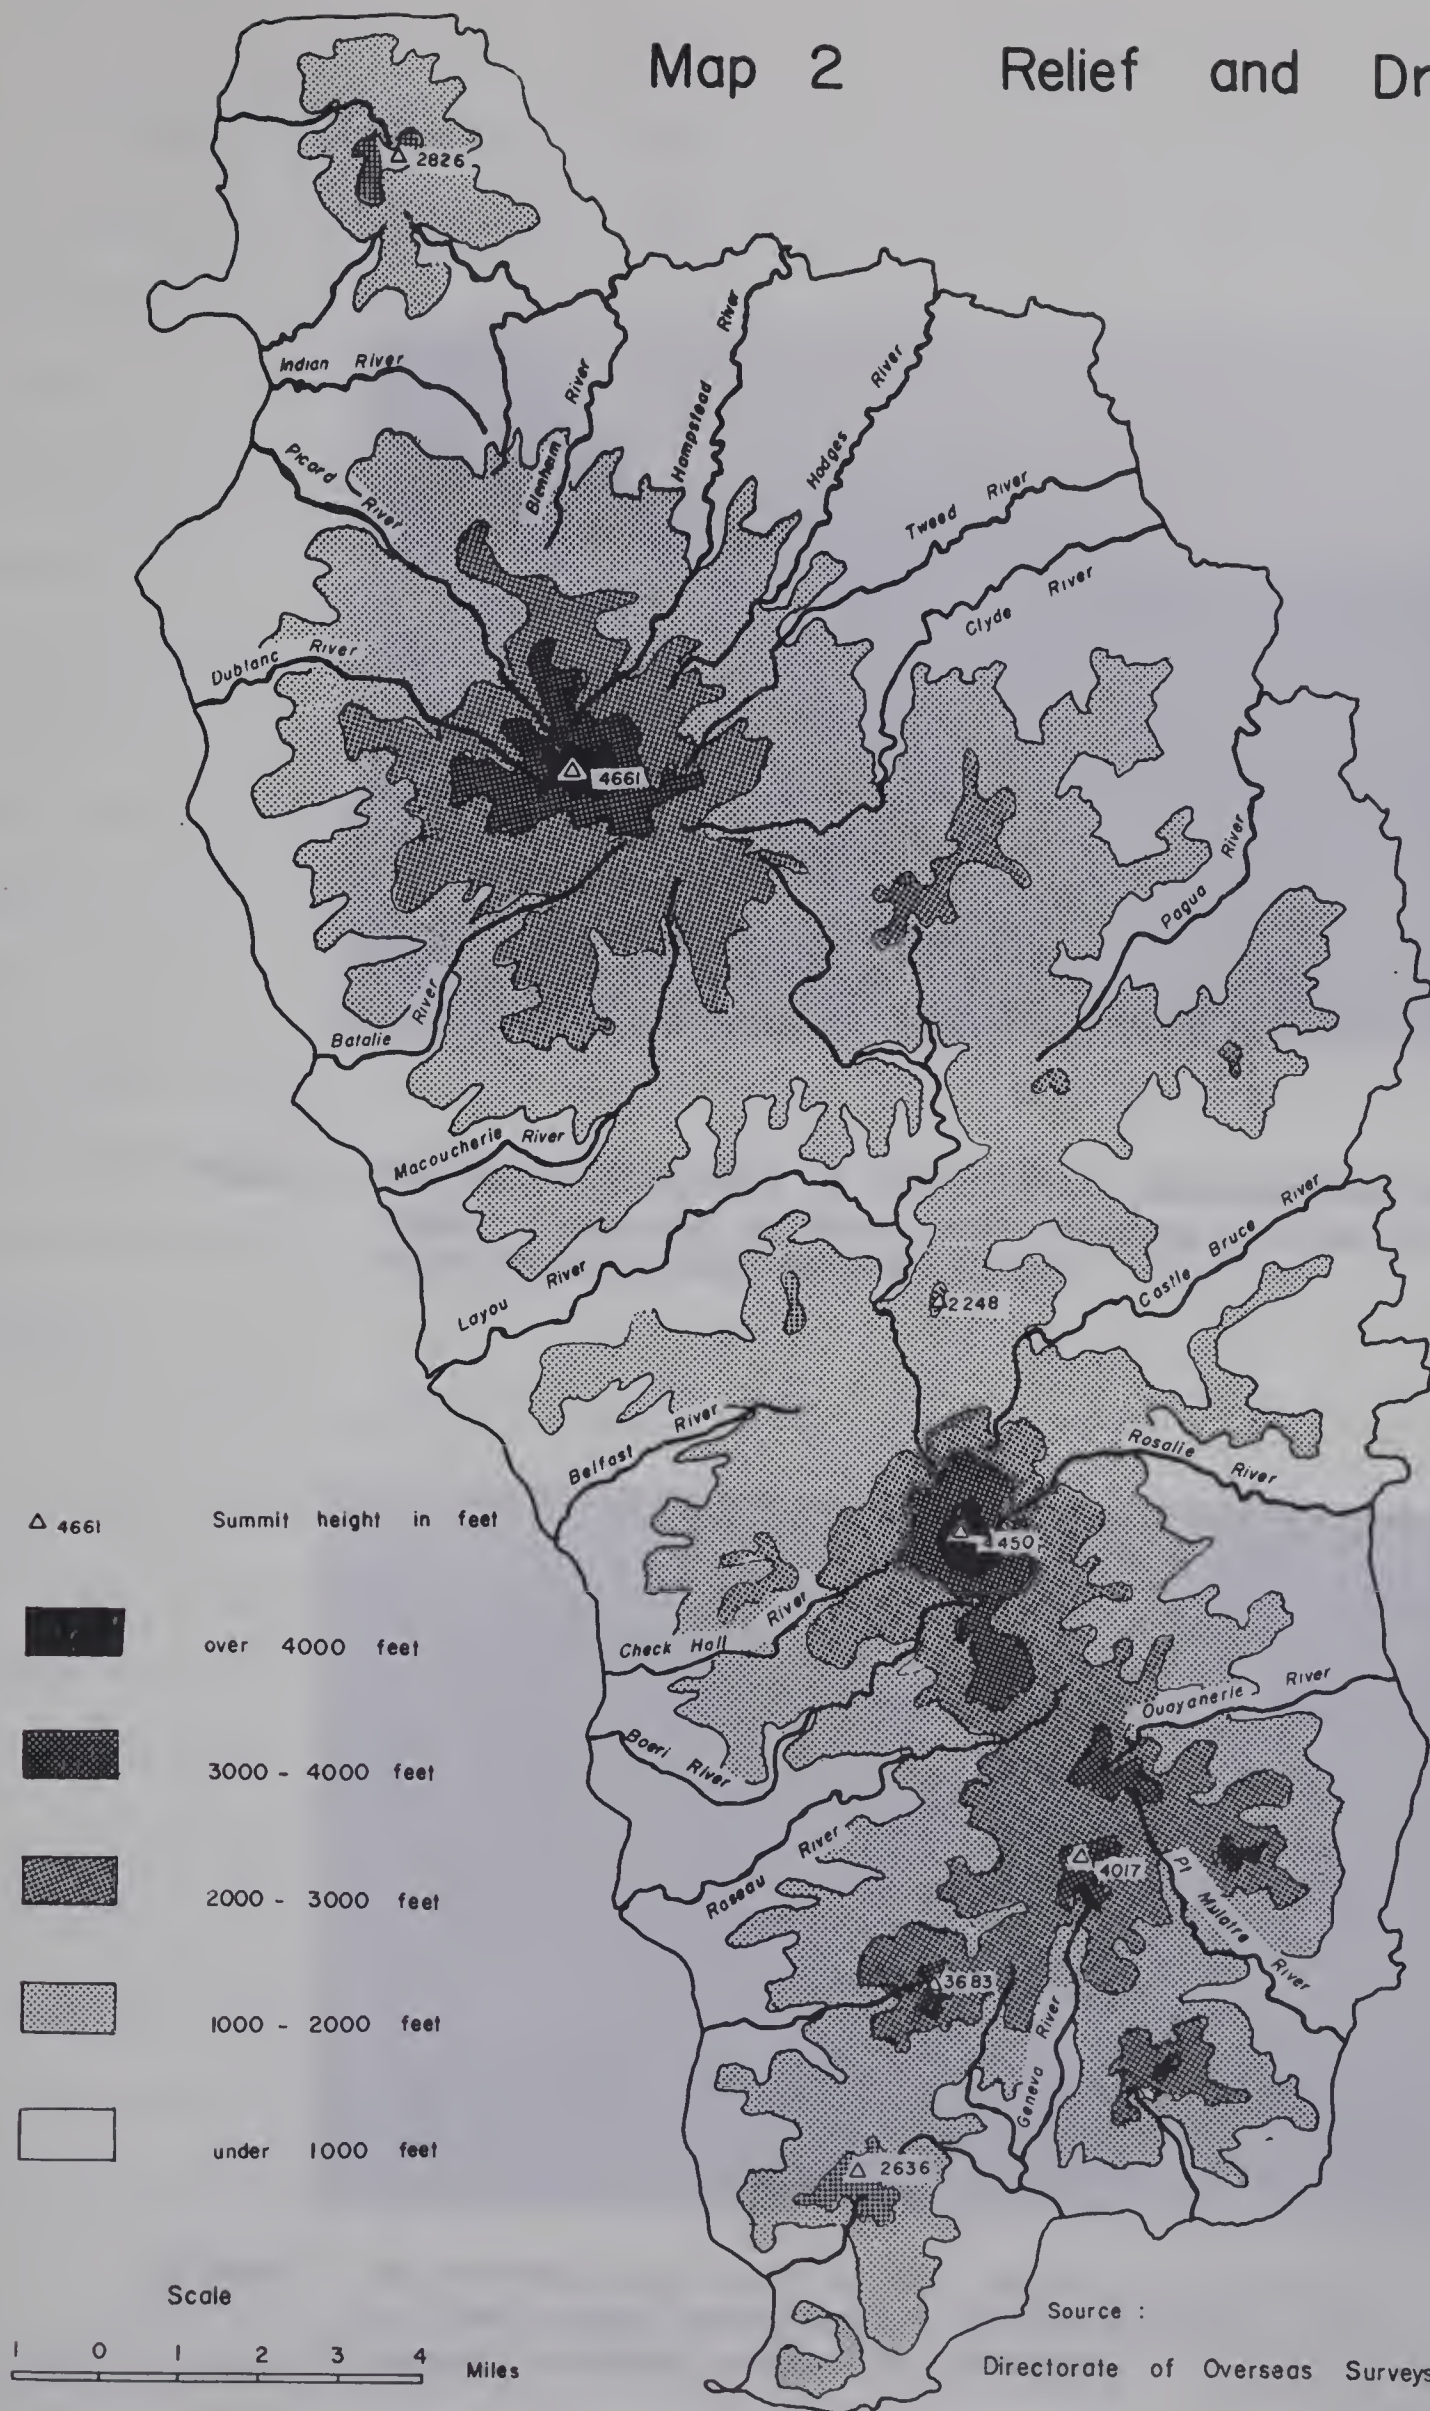 Map 2 Relief and Dr
2826
Indian River
Blenheim River
Hampstead River
Hodges River
Picard River
Tweed River
Clyde River
Dublanc River
4661
Pagua River
Batalie River
Macoucherie River
Layou River
Castle Bruce River
2248
Belfast River
Rosalie River
4450
Check Hall River
Ouayanerie River
Boeri River
Roseau River
4017
Pt Mulatre River
3683
Geneva River
2636
4661 Summit height in feet
over 4000 feet
3000 - 4000 feet
2000 - 3000 feet
1000 - 2000 feet
under 1000 feet
Scale
1 0 1 2 3 4 Miles
Source :
Directorate of Overseas Surveys